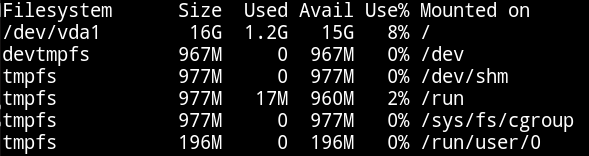 Filesystem      Size  Used Avail Use% Mounted on
/dev/vda1        16G  1.2G   15G   8% /
devtmpfs        967M     0  967M   0% /dev
tmpfs           977M     0  977M   0% /dev/shm
tmpfs           977M   17M  960M   2% /run
tmpfs           977M     0  977M   0% /sys/fs/cgroup
tmpfs           196M     0  196M   0% /run/user/0